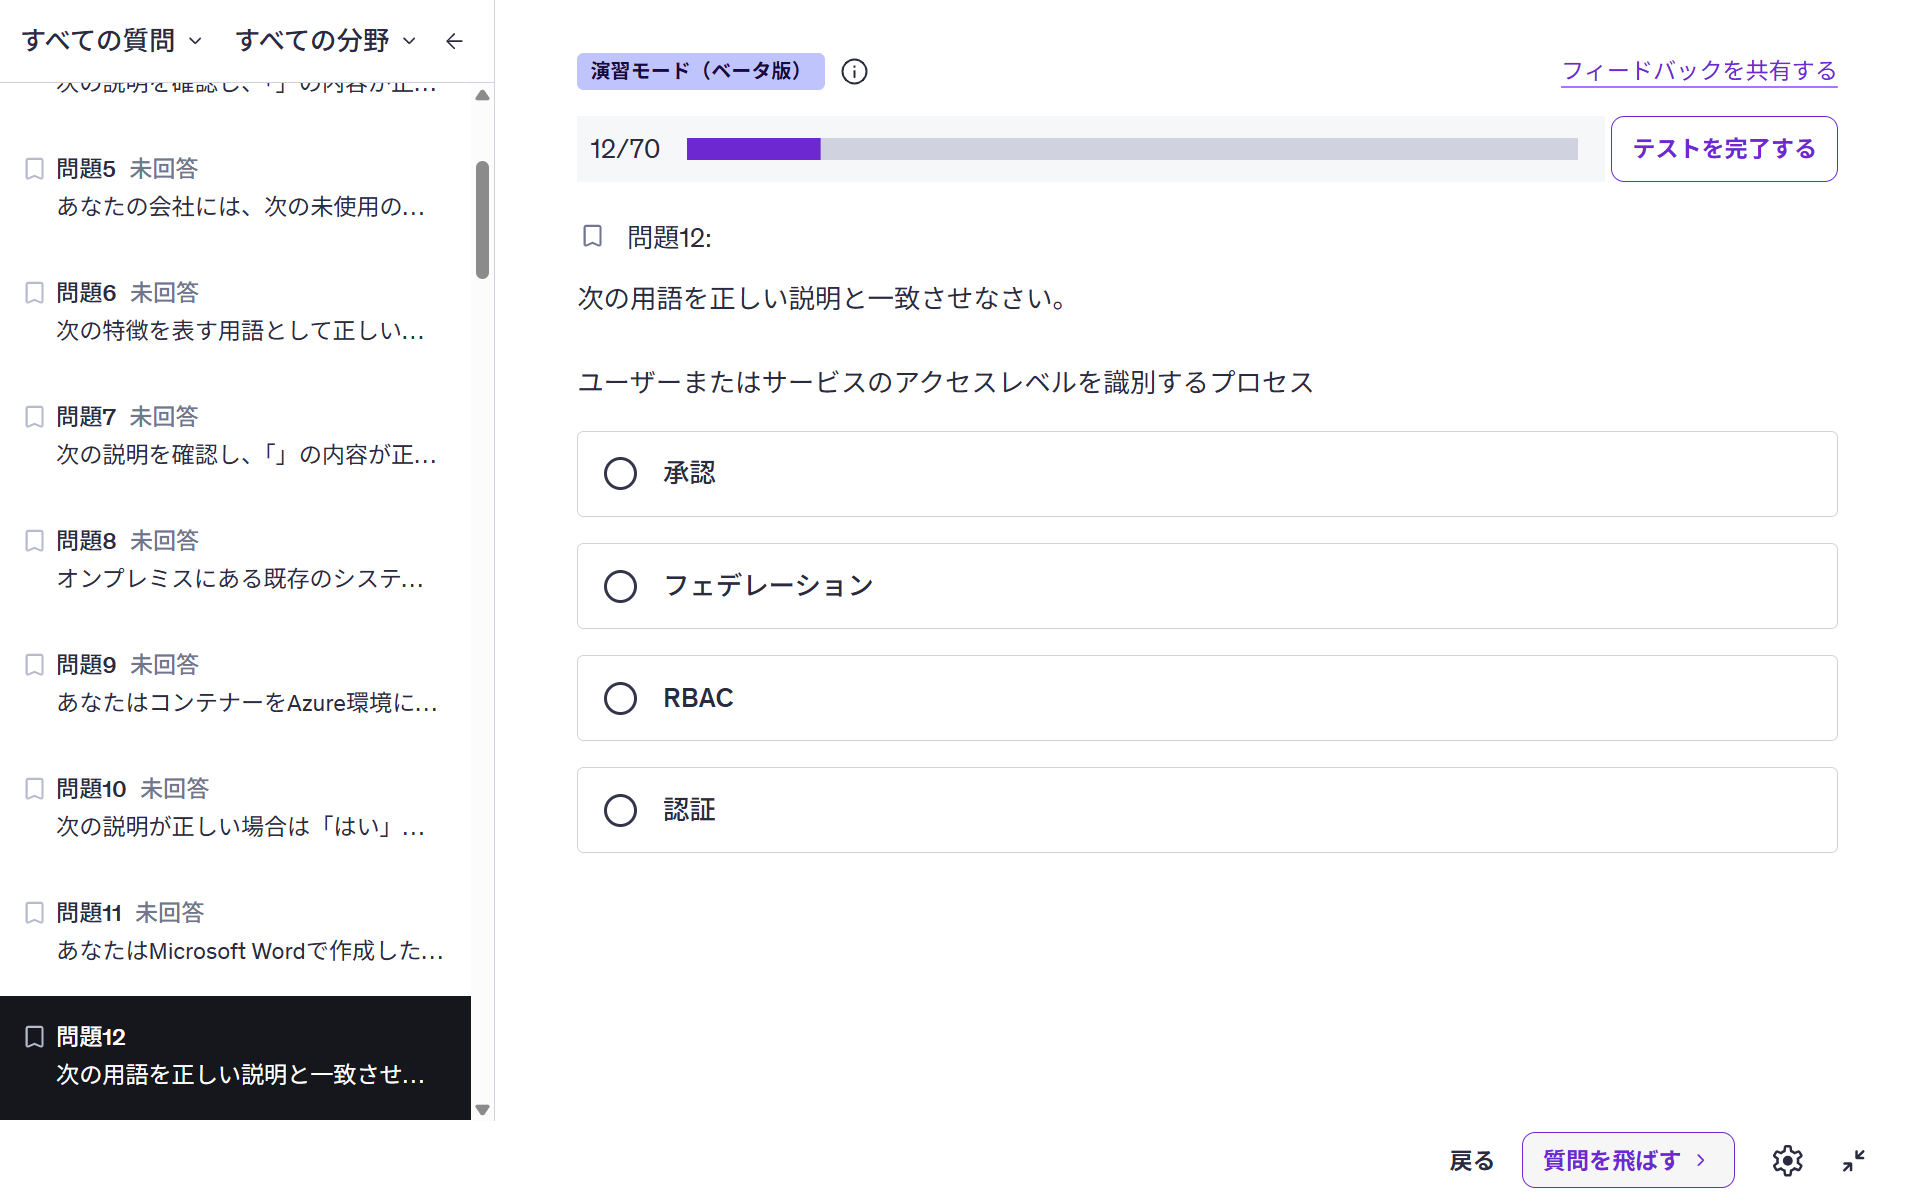 すべての質問
すべての分野
次の説明を確認し、「」の内容が正...
問題5 未回答
あなたの会社には、次の未使用の...
問題6 未回答
次の特徴を表す用語として正しい...
問題7 未回答
次の説明を確認し、「」の内容が正...
問題8 未回答
オンプレミスにある既存のシステ...
問題9 未回答
あなたはコンテナーをAzure環境に...
問題10 未回答
次の説明が正しい場合は「はい」...
問題11 未回答
あなたはMicrosoft Wordで作成した...
問題12
次の用語を正しい説明と一致させ...
演習モード（ベータ版）
フィードバックを共有する
12/70
テストを完了する
問題12:
次の用語を正しい説明と一致させなさい。
ユーザーまたはサービスのアクセスレベルを識別するプロセス
承認
フェデレーション
RBAC
認証
戻る
質問を飛ばす